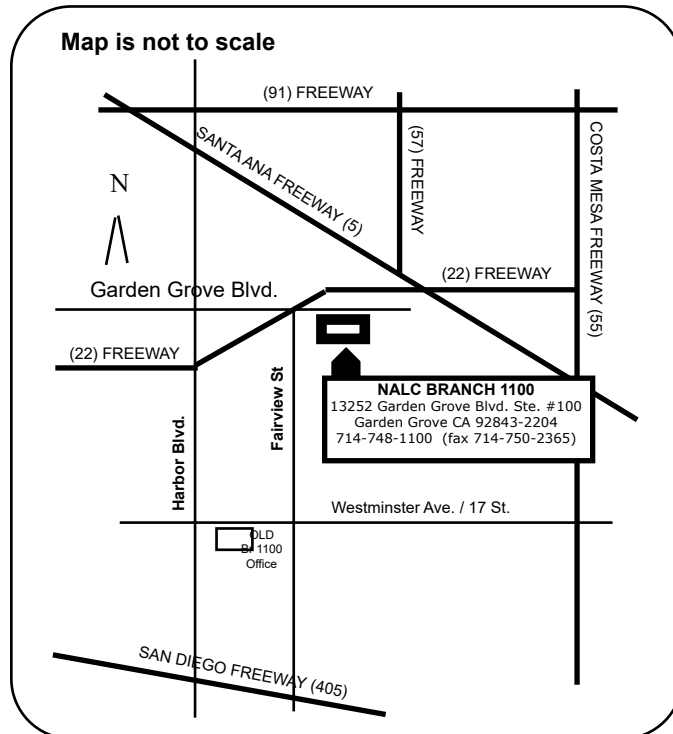 Map is not to scale
(91) FREEWAY
SANTA ANA FREEWAY (5)
(57) FREEWAY
COSTA MESA FREEWAY (55)
N
(22) FREEWAY
Garden Grove Blvd.
(22) FREEWAY
Fairview St
Harbor Blvd.
NALC BRANCH 1100
13252 Garden Grove Blvd. Ste. #100
Garden Grove CA 92843-2204
714-748-1100 (fax 714-750-2365)
Westminster Ave. / 17 St.
OLD
Br 1100
Office
SAN DIEGO FREEWAY (405)